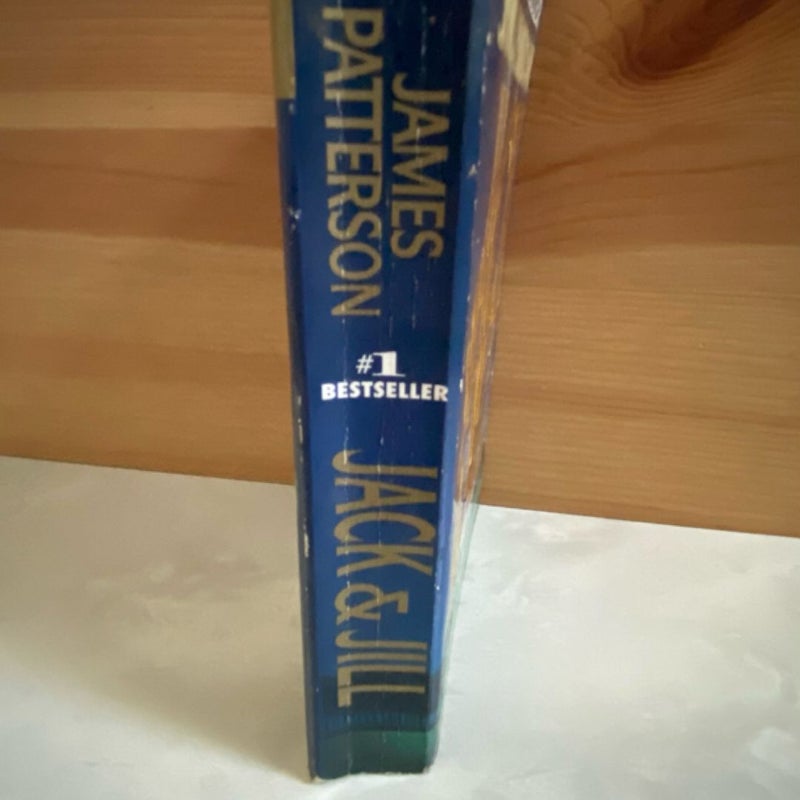 JAMES
PATTERSON
#1
BESTSELLER
JACK & JILL